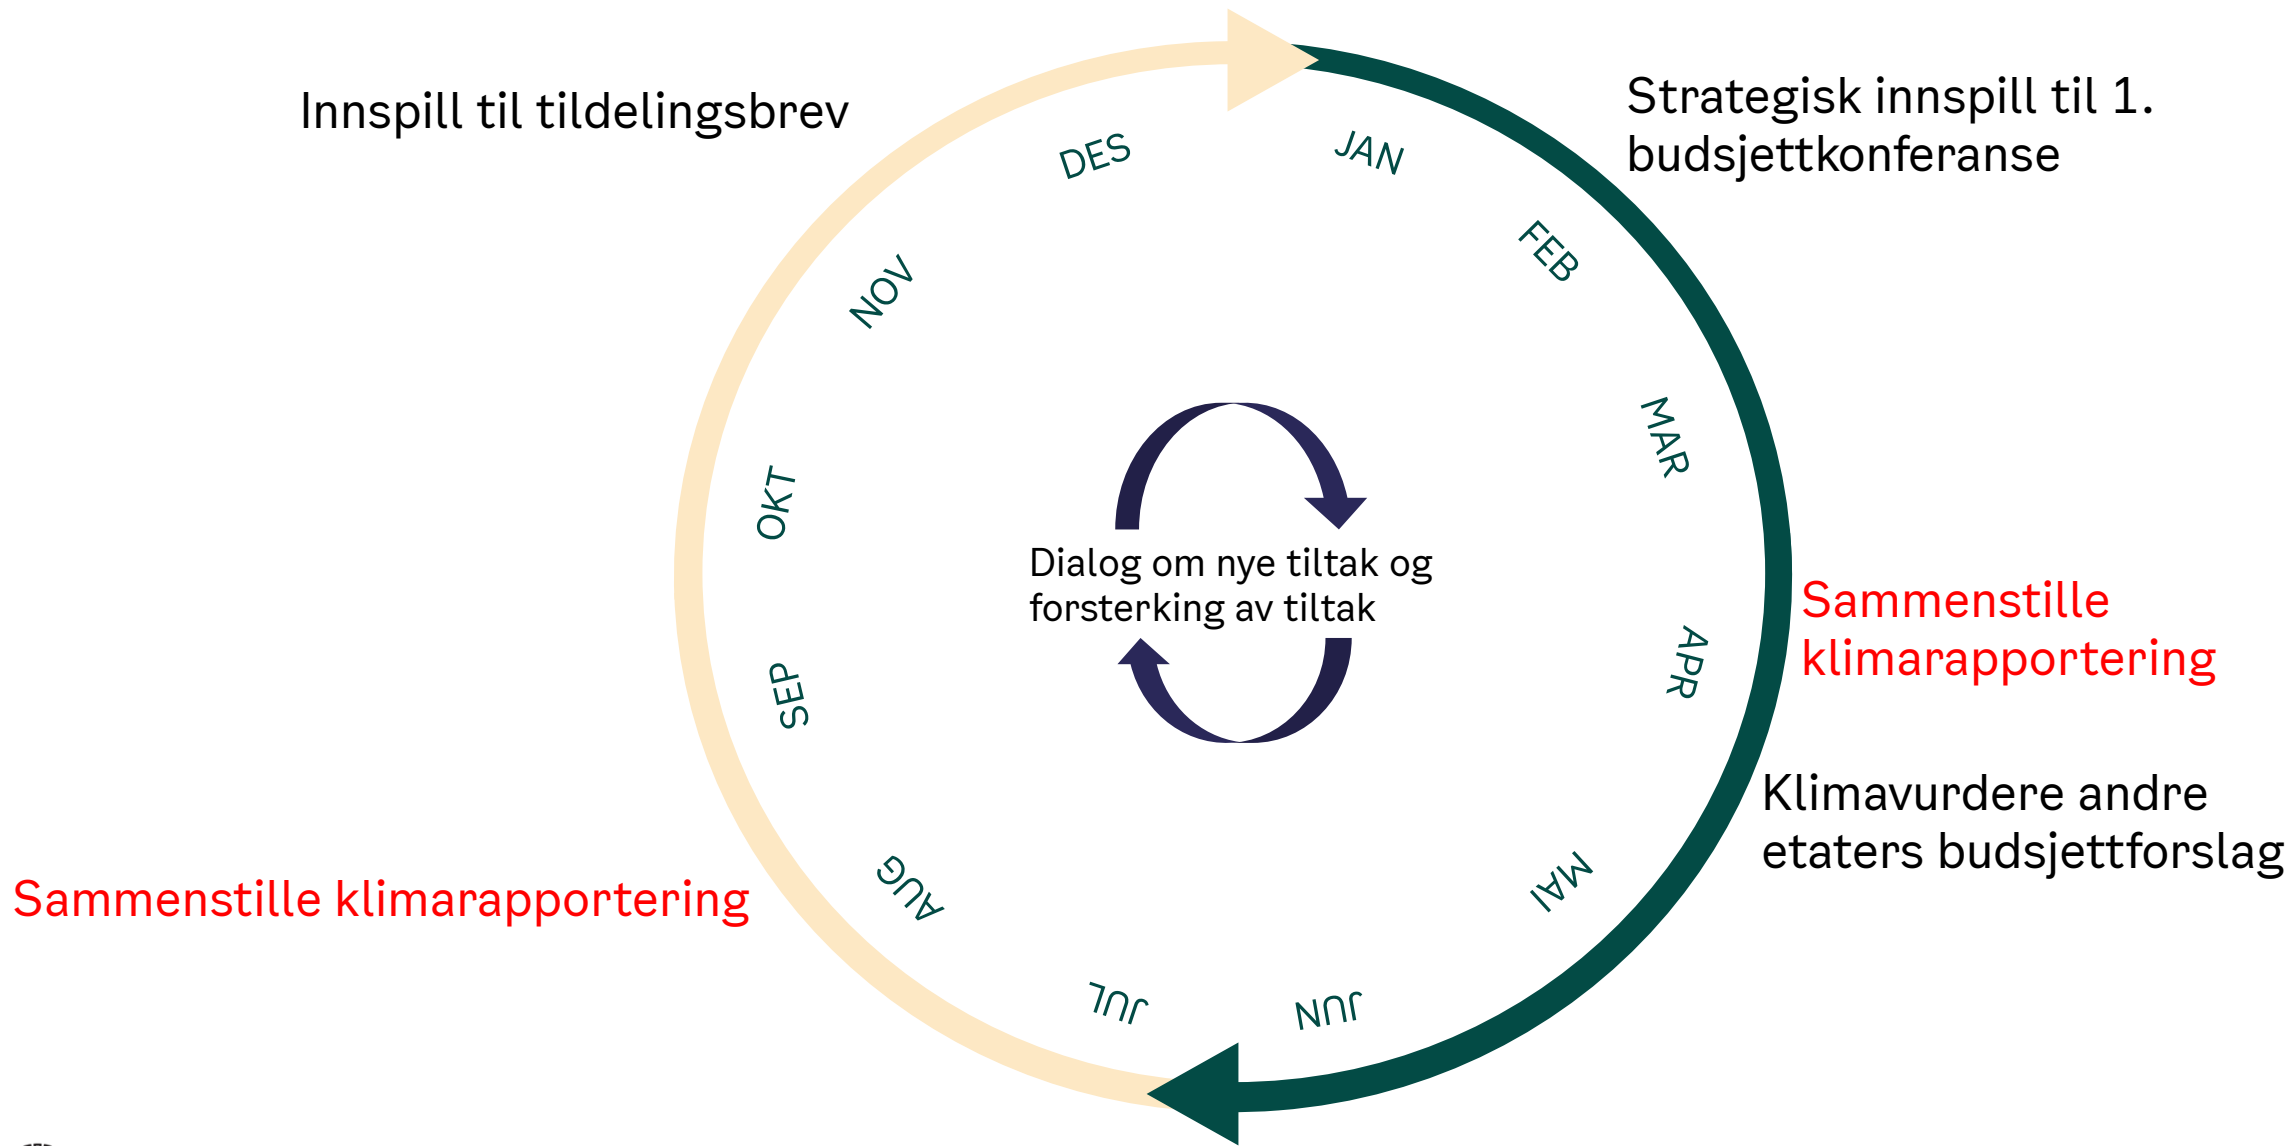 Innspill til tildelingsbrev
Strategisk innspill til 1.
budsjettkonferanse
DES
JAN
FEB
NOV
MAR
OKT
Dialog om nye tiltak og
forsterking av tiltak
Sammenstille
klimarapportering
APR
SEP
Klimavurdere andre
etaters budsjettforslag
MAI
AUG
Sammenstille klimarapportering
JUL
JUN